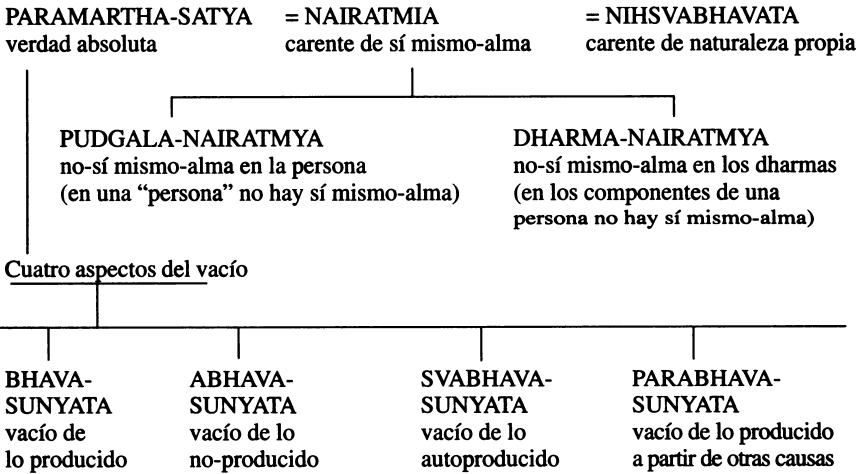 PARAMARTHA-SATYA = NAIRATMIA = NIHSVABHAVATA
verdad absoluta carente de sí mismo-alma carente de naturaleza propia
PUDGALA-NAIRATMYA
no-sí mismo-alma en la persona
(en una “persona” no hay sí mismo-alma)
DHARMA-NAIRATMYA
no-sí mismo-alma en los dharmas
(en los componentes de una
persona no hay sí mismo-alma)
Cuatro aspectos del vacío
BHAVA-
SUNYATA
vacío de
lo producido
ABHAVA-
SUNYATA
vacío de lo
no-producido
SVABHAVA-
SUNYATA
vacío de lo
autoproducido
PARABHAVA-
SUNYATA
vacío de lo producido
a partir de otras causas